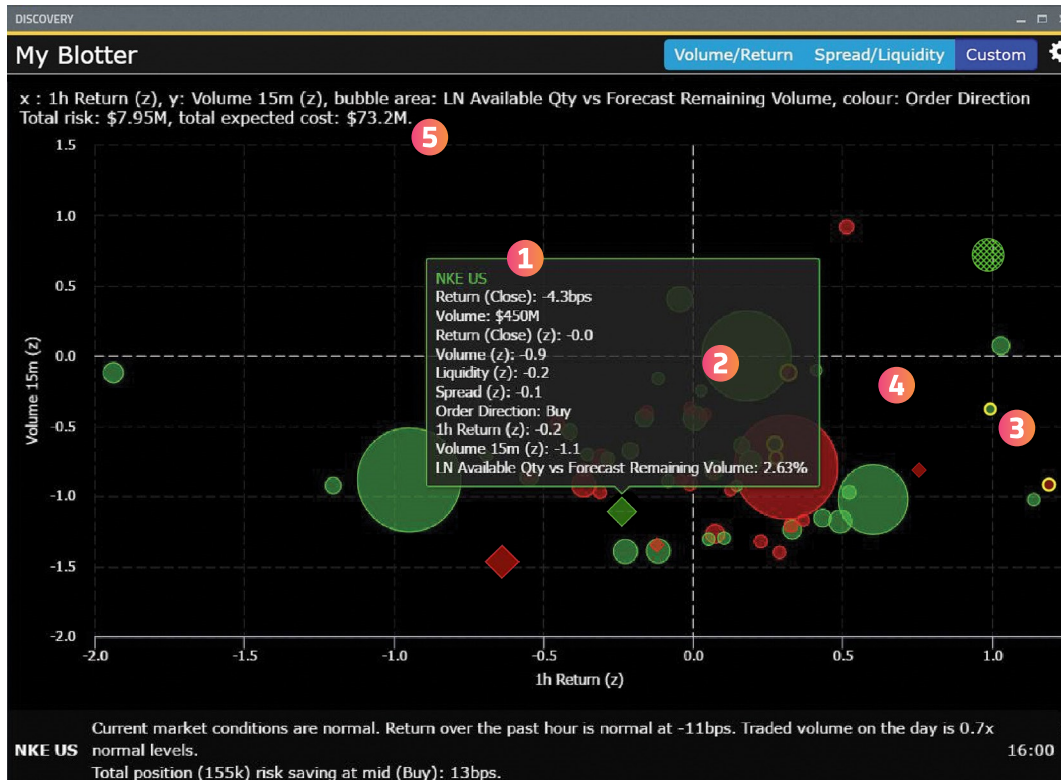 DISCOVERY
My Blotter
Volume/Return
Spread/Liquidity
Custom
x : 1h Return (z), y: Volume 15m (z), bubble area: LN Available Qty vs Forecast Remaining Volume, colour: Order Direction
Total risk: $7.95M, total expected cost: $73.2M.
5
1.5
1.0
0.5
0.0
-0.5
-1.0
-1.5
-2.0
Volume 15m (z)
1
NKE US
Return (Close): -4.3bps
Volume: $450M
Return (Close) (z): -0.0
Volume (z): -0.9
Liquidity (z): -0.2
Spread (z): -0.1
Order Direction: Buy
1h Return (z): -0.2
Volume 15m (z): -1.1
LN Available Qty vs Forecast Remaining Volume: 2.63%
2
4
3
-2.0
-1.5
-1.0
-0.5
0.0
0.5
1.0
1h Return (z)
NKE US
Current market conditions are normal. Return over the past hour is normal at -11bps. Traded volume on the day is 0.7x
normal levels.
Total position (155k) risk saving at mid (Buy): 13bps.
16:00